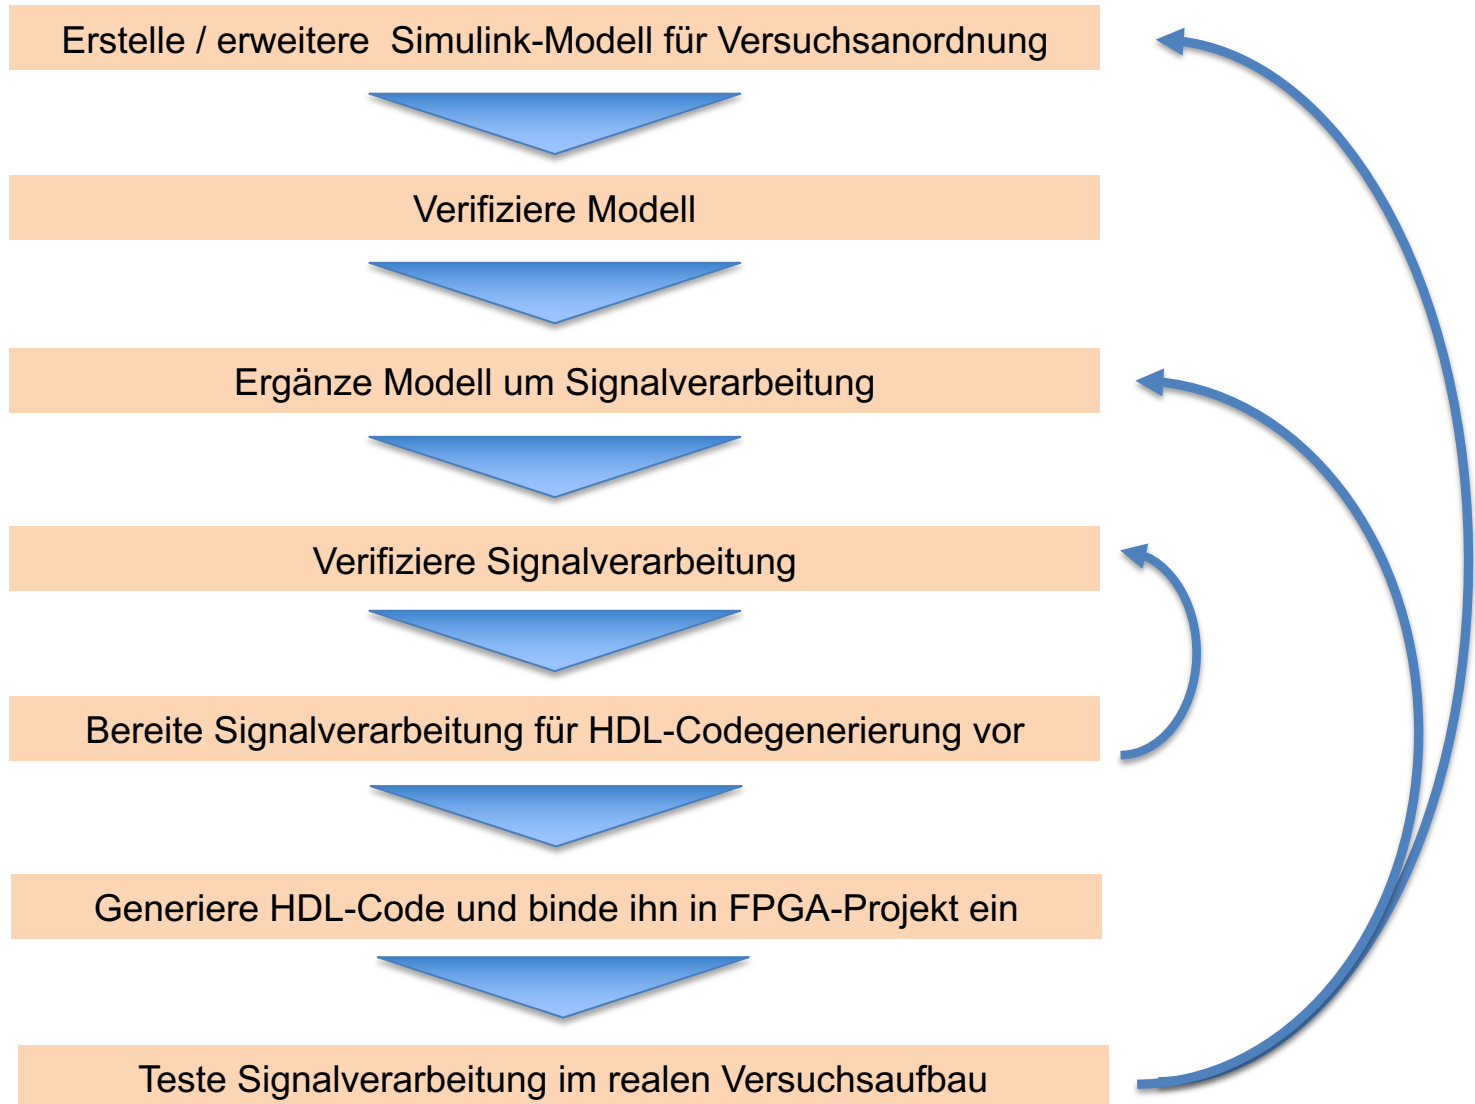 Erstelle / erweitere  Simulink-Modell für Versuchsanordnung
Verifiziere Modell
Ergänze Modell um Signalverarbeitung
Verifiziere Signalverarbeitung
Bereite Signalverarbeitung für HDL-Codegenerierung vor
Generiere HDL-Code und binde ihn in FPGA-Projekt ein
Teste Signalverarbeitung im realen Versuchsaufbau